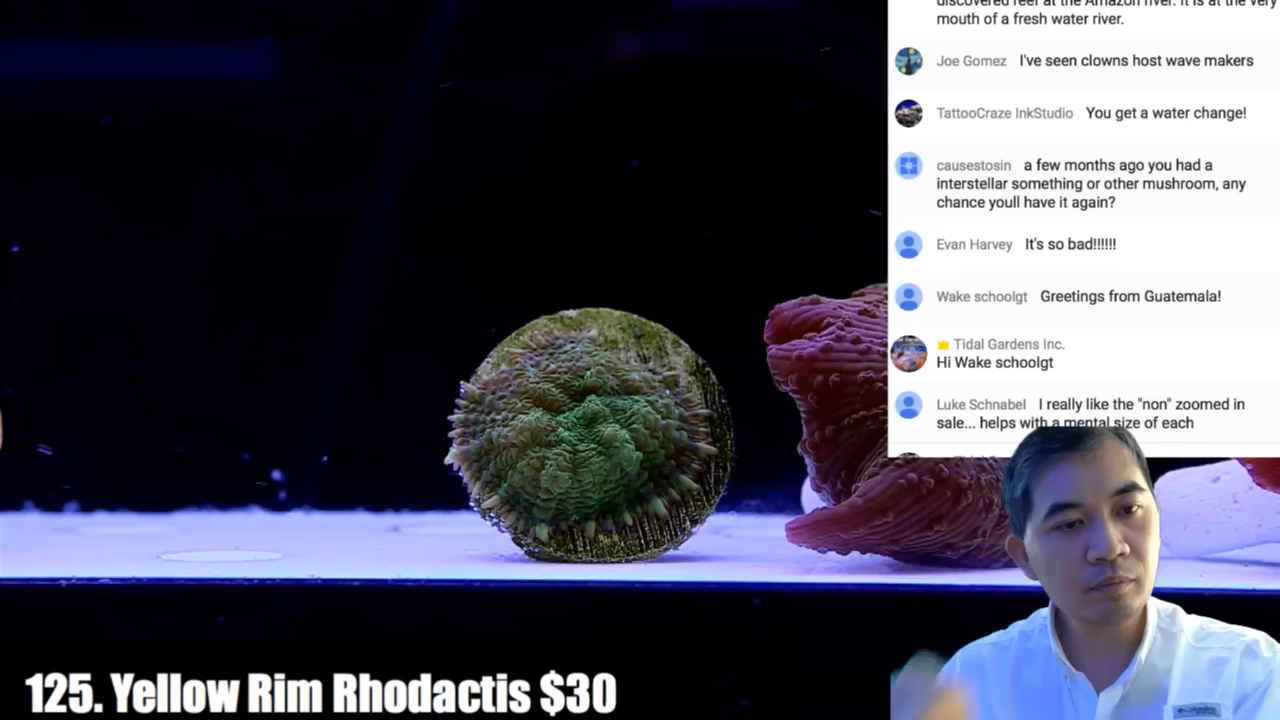 discovered reef at the Amazon river. It is at the very
mouth of a fresh water river.
Joe Gomez I've seen clowns host wave makers
TattooCraze InkStudio You get a water change!
causestosin a few months ago you had a
interstellar something or other mushroom, any
chance youll have it again?
Evan Harvey It's so bad!!!!!!
Wake schoolgt Greetings from Guatemala!
Tidal Gardens Inc.
Hi Wake schoolgt
Luke Schnabel I really like the "non" zoomed in
sale... helps with a mental size of each
125. Yellow Rim Rhodactis $30